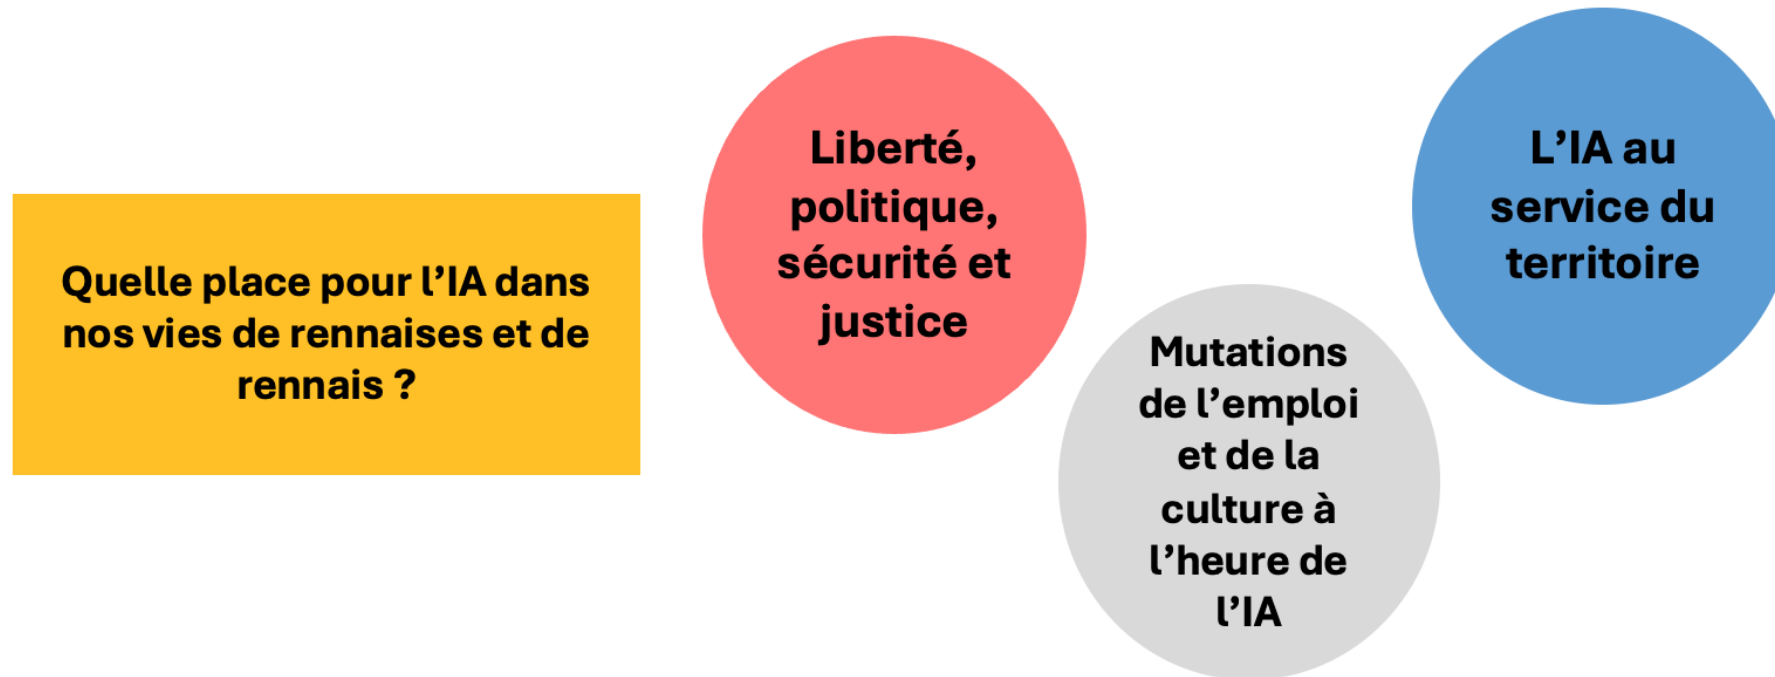 Quelle place pour l’IA dans
nos vies de rennaises et de
rennais ?
Liberté,
politique,
sécurité et
justice
Mutations
de l’emploi
et de la
culture à
l’heure de
l’IA
L’IA au
service du
territoire